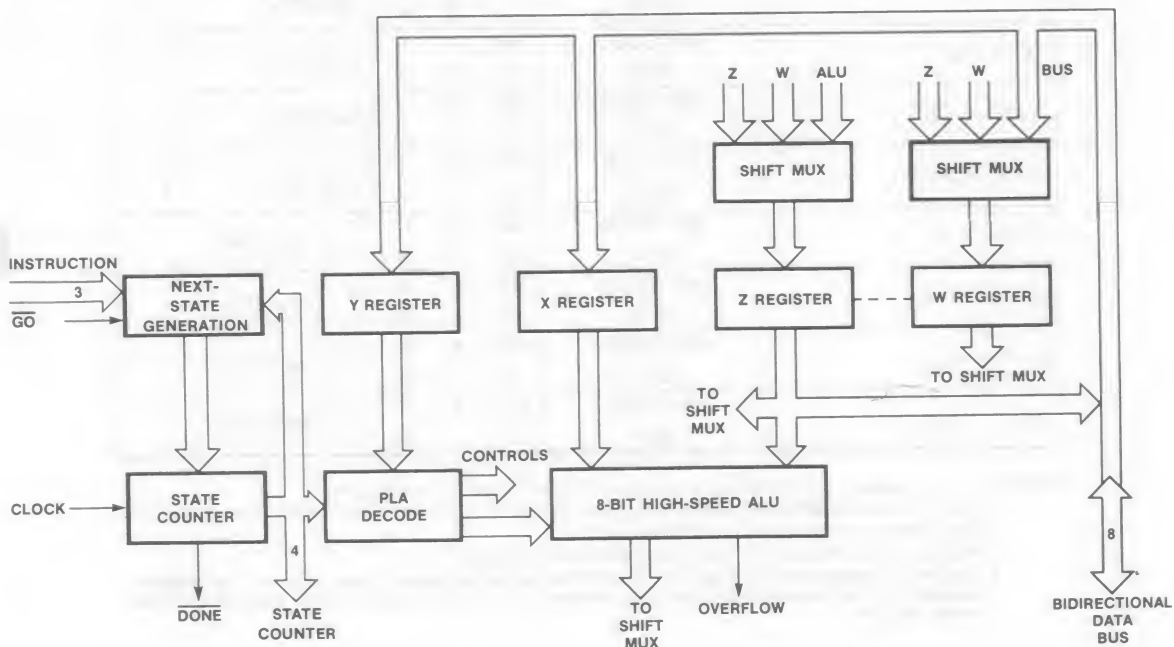 Z W ALU
Z W BUS
SHIFT MUX
SHIFT MUX
INSTRUCTION
3
GO
NEXT-
STATE
GENERATION
Y REGISTER
X REGISTER
Z REGISTER
W REGISTER
TO SHIFT MUX
TO
SHIFT
MUX
CLOCK
STATE
COUNTER
4
DONE
STATE
COUNTER
PLA
DECODE
CONTROLS
8-BIT HIGH-SPEED ALU
TO
SHIFT
MUX
OVERFLOW
8
BIDIRECTIONAL
DATA
BUS